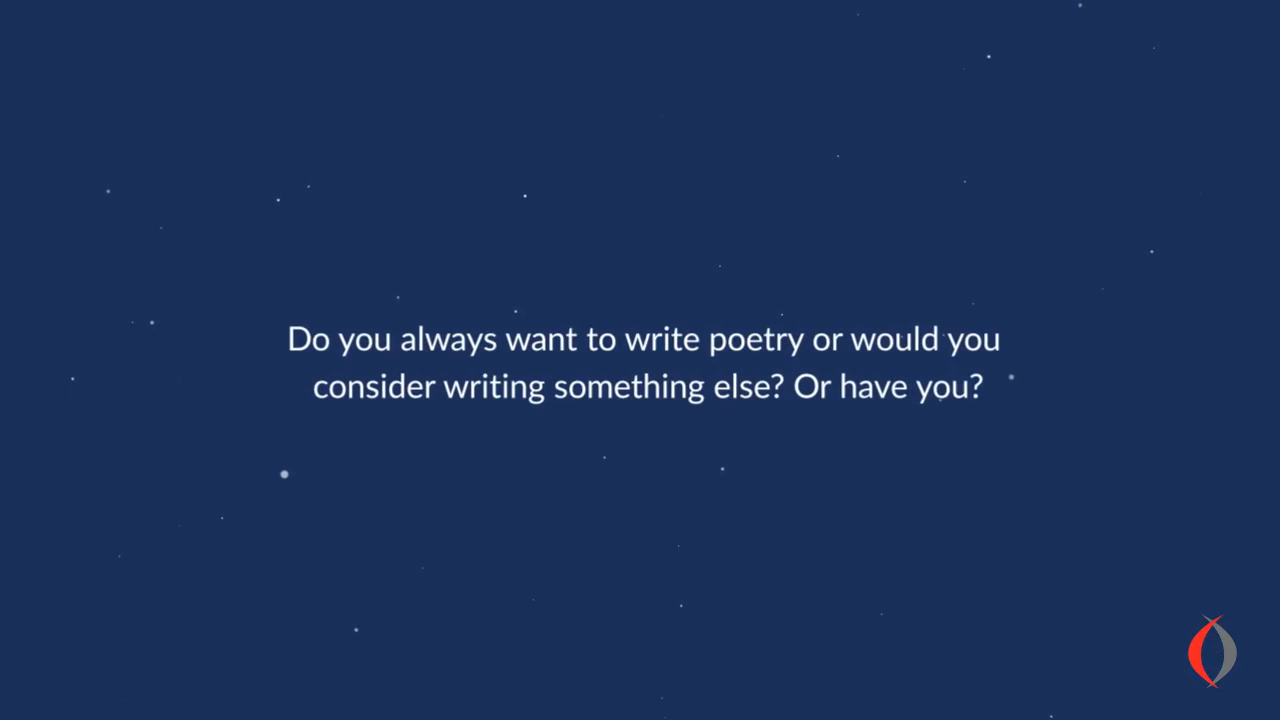 Do you always want to write poetry or would you
consider writing something else? Or have you?